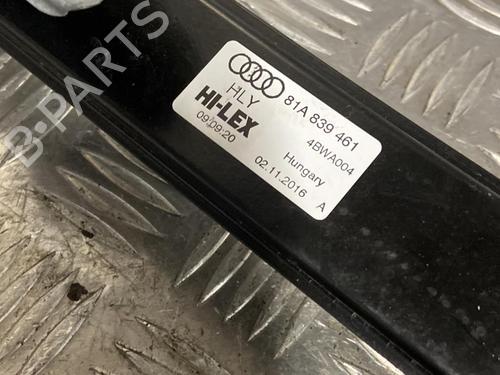 81A 839 461
HLY
4BWA004
HI-LEX
Hungary
09:09:20
02.11.2016 A
B-PARTS